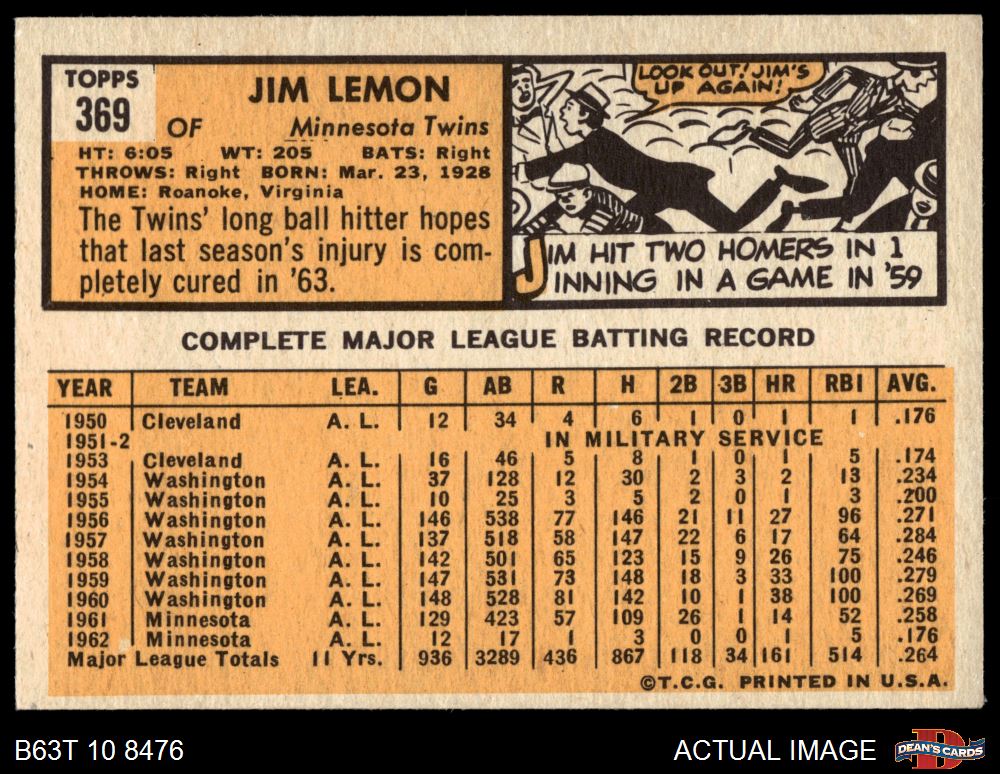 TOPPS
369
JIM LEMON
OF Minnesota Twins
HT: 6:05 WT: 205 BATS: Right
THROWS: Right BORN: Mar. 23, 1928
HOME: Roanoke, Virginia
The Twins' long ball hitter hopes
that last season's injury is com-
pletely cured in '63.
LOOK OUT! JIM'S
UP AGAIN!
JIM HIT TWO HOMERS IN 1
INNING IN A GAME IN '59
COMPLETE MAJOR LEAGUE BATTING RECORD
YEAR TEAM LEA. G AB R H 2B 3B HR RBI AVG.
1950 Cleveland A. L. 12 34 4 6 1 0 1 1 .176
1951-2 IN MILITARY SERVICE
1953 Cleveland A. L. 16 46 5 8 1 0 1 5 .174
1954 Washington A. L. 37 128 12 30 2 3 2 13 .234
1955 Washington A. L. 10 25 3 5 2 0 1 3 .200
1956 Washington A. L. 146 538 77 146 21 11 27 96 .271
1957 Washington A. L. 137 518 58 147 22 6 17 64 .284
1958 Washington A. L. 142 501 65 123 15 9 26 75 .246
1959 Washington A. L. 147 531 73 148 18 3 33 100 .279
1960 Washington A. L. 148 528 81 142 10 1 38 100 .269
1961 Minnesota A. L. 129 423 57 109 26 1 14 52 .258
1962 Minnesota A. L. 12 17 1 3 0 0 1 5 .176
Major League Totals 11 Yrs. 936 3289 436 867 118 34 161 514 .264
©T.C.G. PRINTED IN U.S.A.
B63T 10 8476
ACTUAL IMAGE
DEAN'S CARDS